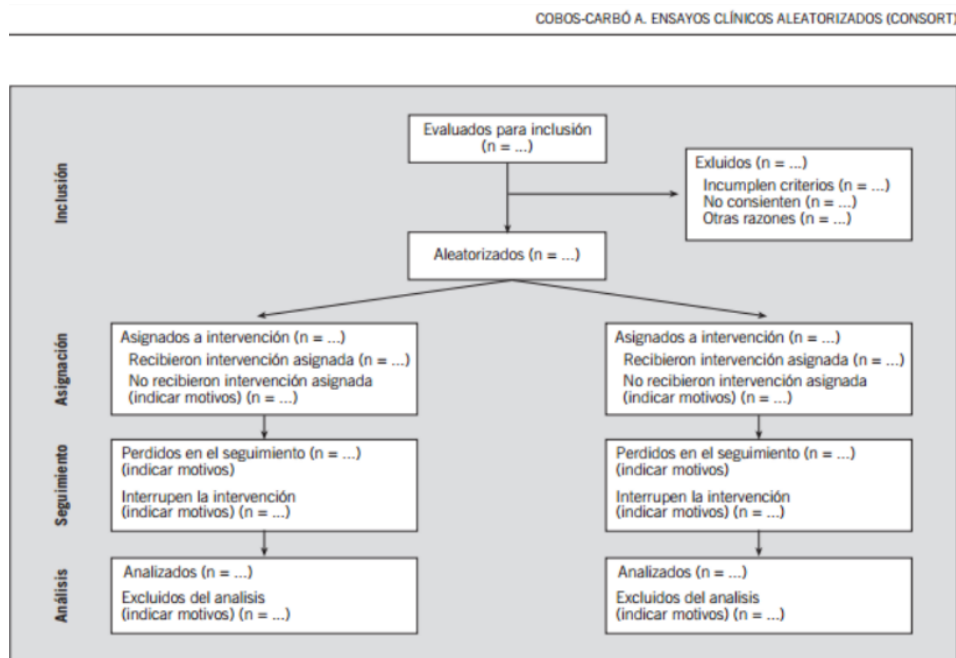 COBOS-CARBÓ A. ENSAYOS CLÍNICOS ALEATORIZADOS (CONSORT)
Inclusión
Evaluados para inclusión
(n = ...)
Exluidos (n = ...)
Incumplen criterios (n = ...)
No consienten (n = ...)
Otras razones (n = ...)
Aleatorizados (n = ...)
Asignación
Asignados a intervención (n = ...)
Recibieron intervención asignada (n = ...)
No recibieron intervención asignada
(indicar motivos) (n = ...)
Asignados a intervención (n = ...)
Recibieron intervención asignada (n = ...)
No recibieron intervención asignada
(indicar motivos) (n = ...)
Seguimiento
Perdidos en el seguimiento (n = ...)
(indicar motivos)
Interrupen la intervención
(indicar motivos) (n = ...)
Perdidos en el seguimiento (n = ...)
(indicar motivos)
Interrupen la intervención
(indicar motivos) (n = ...)
Análisis
Analizados (n = ...)
Excluidos del analisis
(indicar motivos) (n = ...)
Analizados (n = ...)
Excluidos del analisis
(indicar motivos) (n = ...)